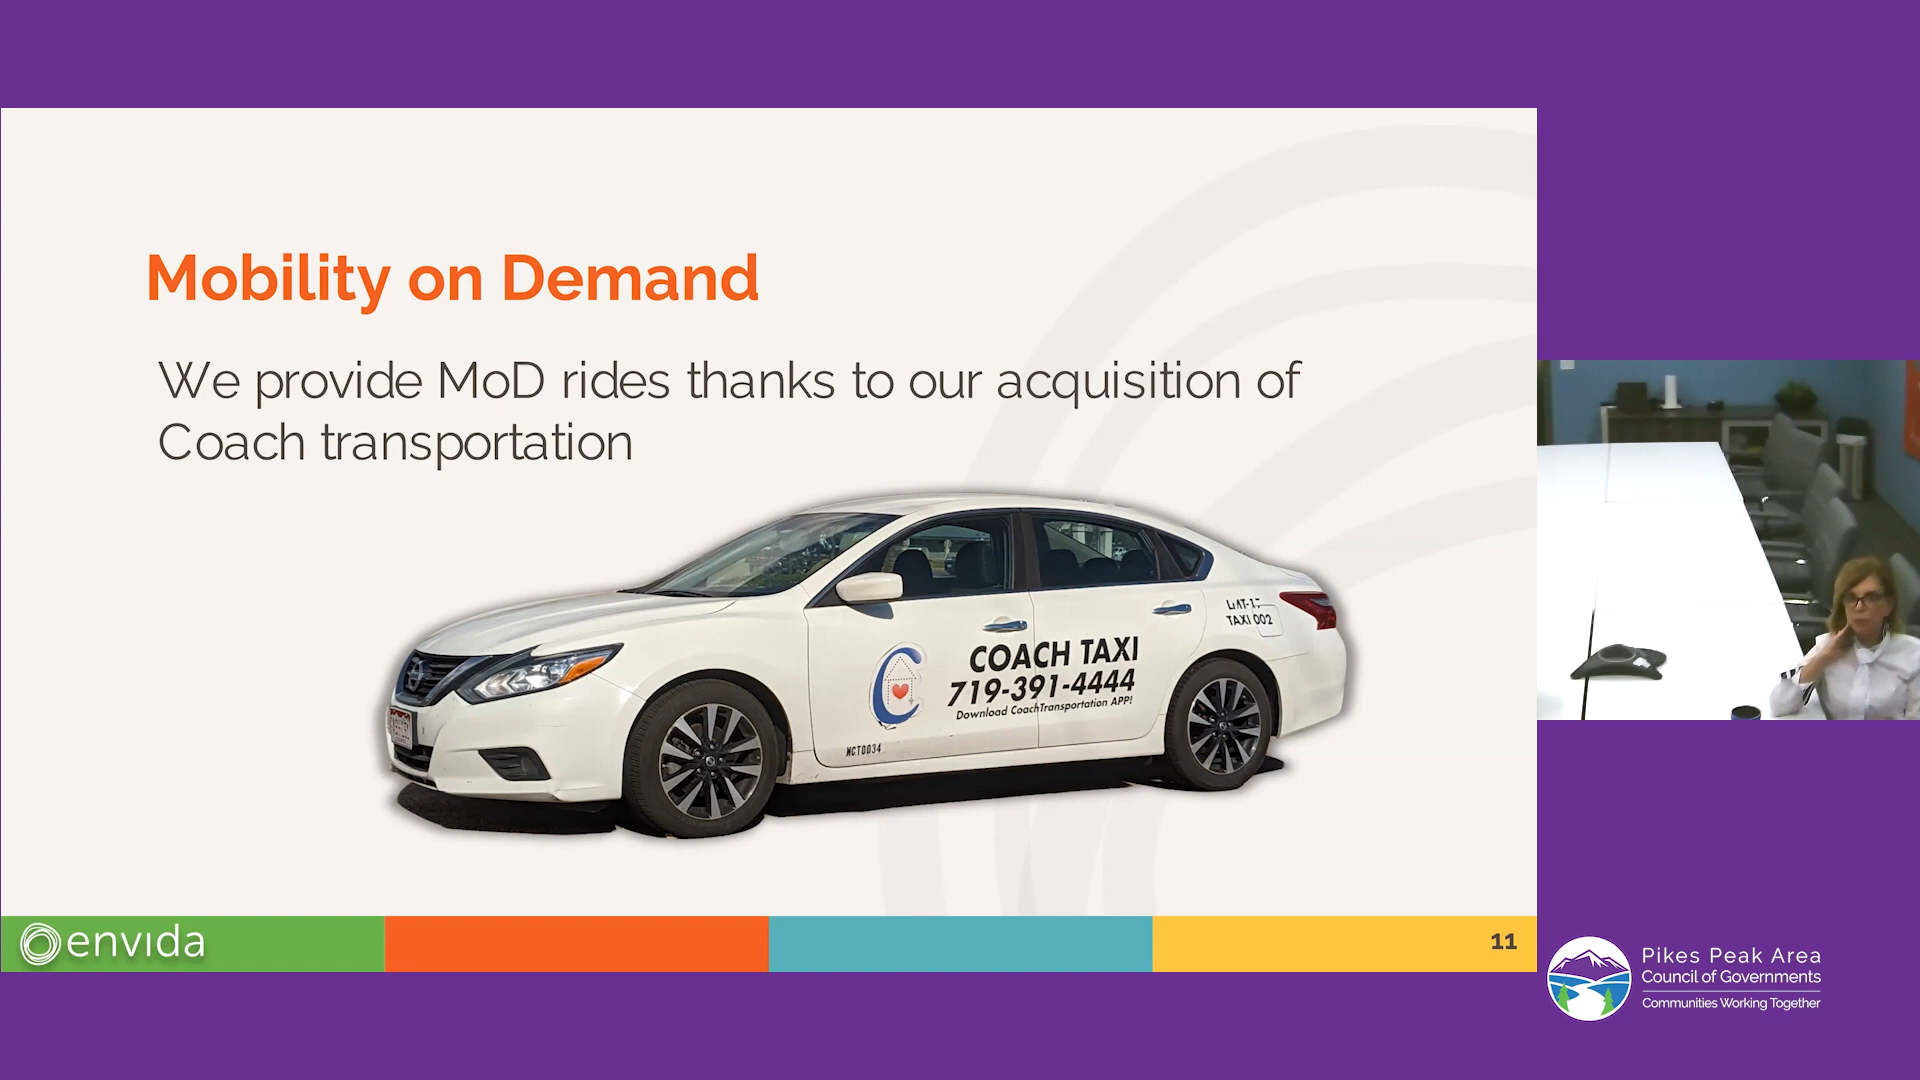 Mobility on Demand
We provide MoD rides thanks to our acquisition of
Coach transportation
COACH TAXI
719-391-4444
Download CoachTransportation APP!
TAXI 002
MCT0034
envida
11
Pikes Peak Area
Council of Governments
Communities Working Together